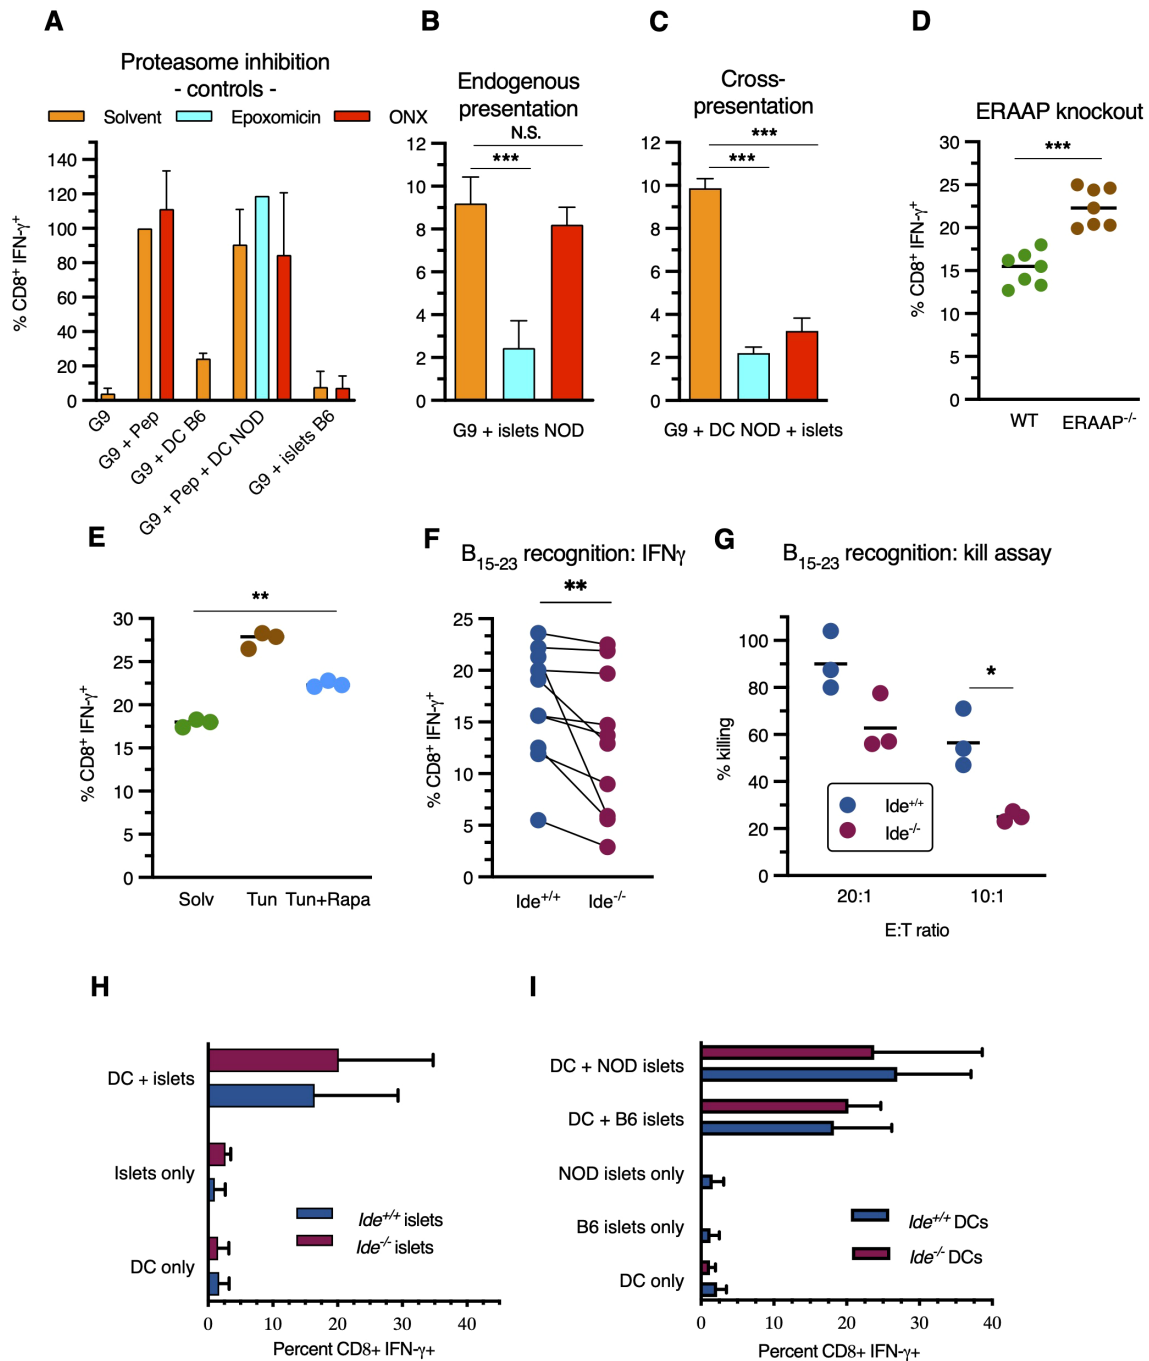 A
Proteasome inhibition
- controls -
Solvent Epoxomicin ONX
% CD8+ IFN-γ+
140
120
100
80
60
40
20
0
G9
G9 + Pep
G9 + DC B6
G9 + Pep + DC NOD
G9 + islets B6
B
Endogenous
presentation
N.S.
***
12
10
8
6
4
2
0
G9 + islets NOD
C
Cross-
presentation
***
***
12
10
8
6
4
2
0
G9 + DC NOD + islets
D
ERAAP knockout
***
% CD8+ IFN-γ+
30
25
20
15
10
5
0
WT ERAAP-/-
E
**
% CD8+ IFN-γ+
30
25
20
15
10
5
0
Solv Tun Tun+Rapa
F
B15-23 recognition: IFNγ
**
% CD8+ IFN-γ+
25
20
15
10
5
0
Ide+/+ Ide-/-
G
B15-23 recognition: kill assay
*
% killing
100
80
60
40
20
0
Ide+/+
Ide-/-
20:1 10:1
E:T ratio
H
DC + islets
Islets only
DC only
Ide+/+ islets
Ide-/- islets
0 10 20 30 40
Percent CD8+ IFN-γ+
I
DC + NOD islets
DC + B6 islets
NOD islets only
B6 islets only
DC only
Ide+/+ DCs
Ide-/- DCs
0 10 20 30 40
Percent CD8+ IFN-γ+